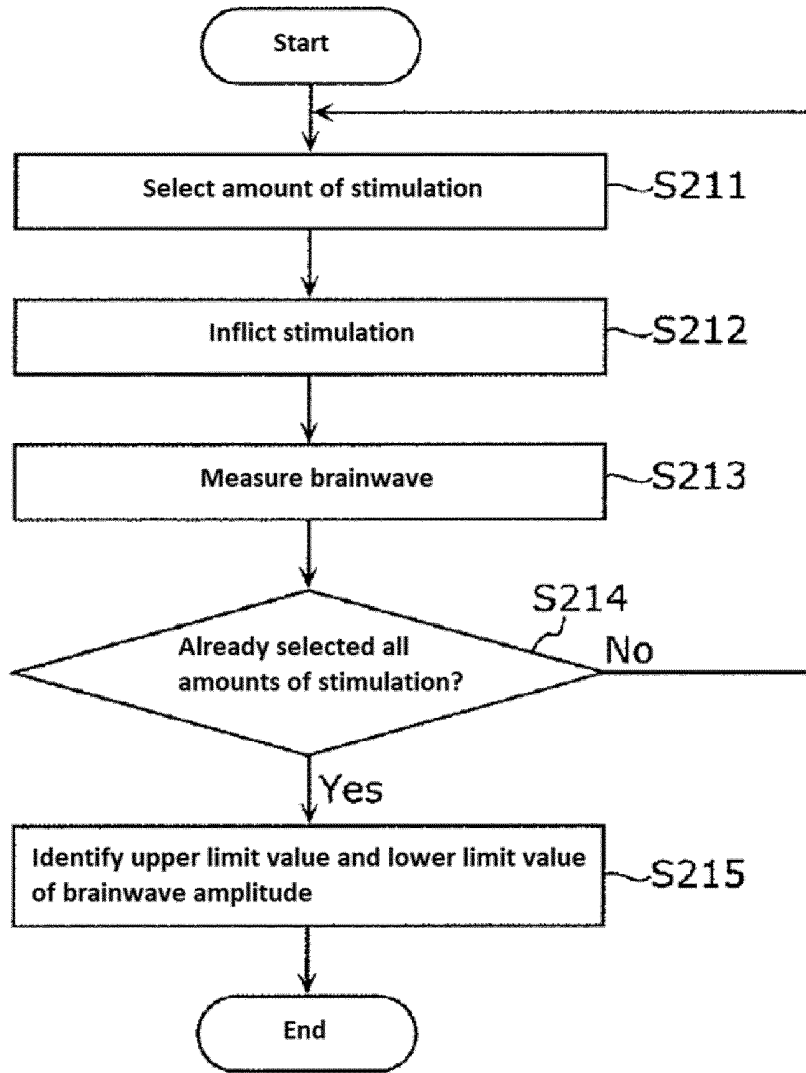 Start
Select amount of stimulation
S211
Inflict stimulation
S212
Measure brainwave
S213
S214
Already selected all
amounts of stimulation?
No
Yes
Identify upper limit value and lower limit value
of brainwave amplitude
S215
End